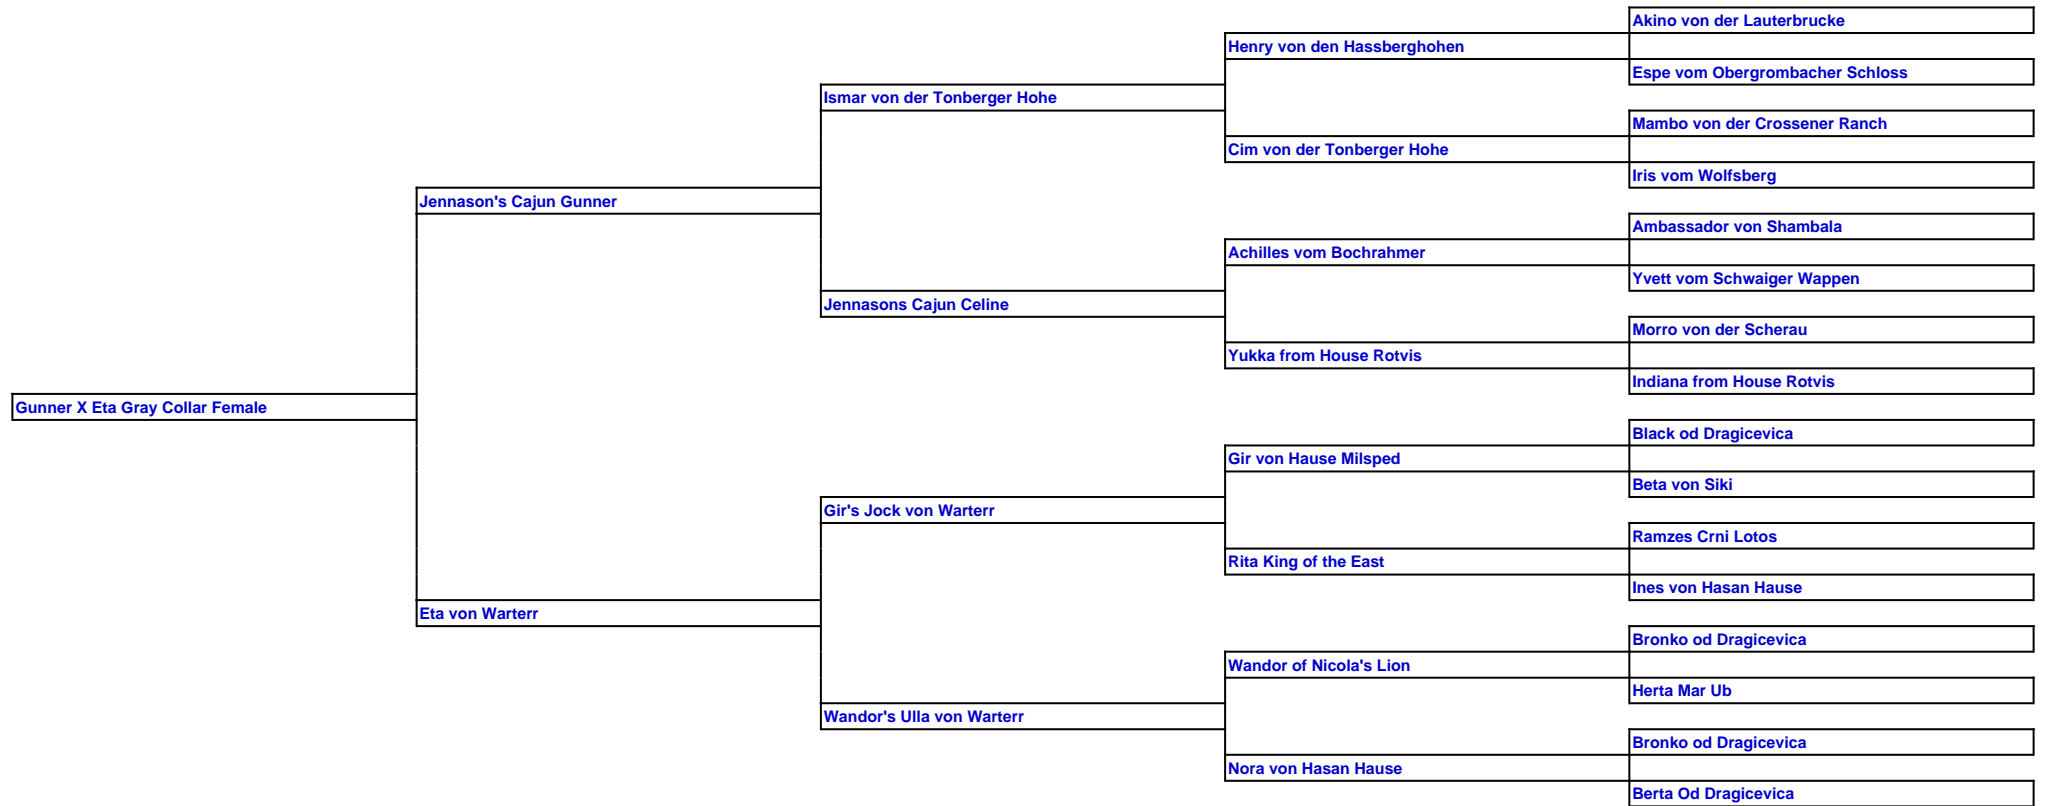 Akino von der Lauterbrucke
Henry von den Hassberghohen
Espe vom Obergrombacher Schloss
Ismar von der Tonberger Hohe
Mambo von der Crossener Ranch
Cim von der Tonberger Hohe
Iris vom Wolfsberg
Jennason's Cajun Gunner
Ambassador von Shambala
Achilles vom Bochrahmer
Yvett vom Schwaiger Wappen
Jennasons Cajun Celine
Morro von der Scherau
Yukka from House Rotvis
Indiana from House Rotvis
Gunner X Eta Gray Collar Female
Black od Dragicevica
Gir von Hause Milsped
Beta von Siki
Gir's Jock von Warterr
Ramzes Crni Lotos
Rita King of the East
Ines von Hasan Hause
Eta von Warterr
Bronko od Dragicevica
Wandor of Nicola's Lion
Herta Mar Ub
Wandor's Ulla von Warterr
Bronko od Dragicevica
Nora von Hasan Hause
Berta Od Dragicevica